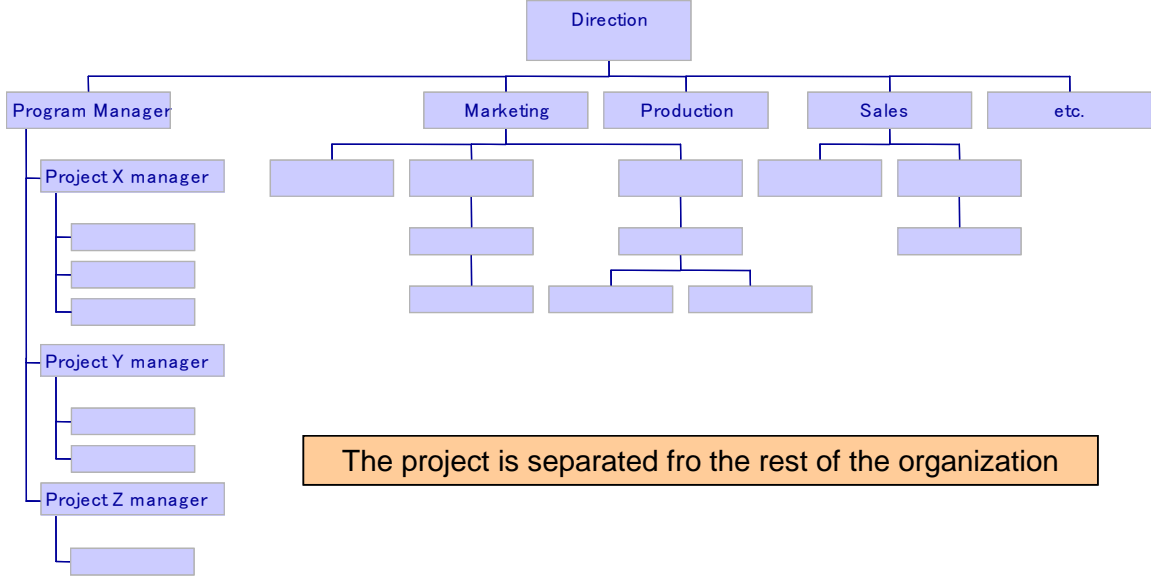 Direction
Program Manager
Marketing
Production
Sales
etc.
Project X manager
Project Y manager
Project Z manager
The project is separated fro the rest of the organization